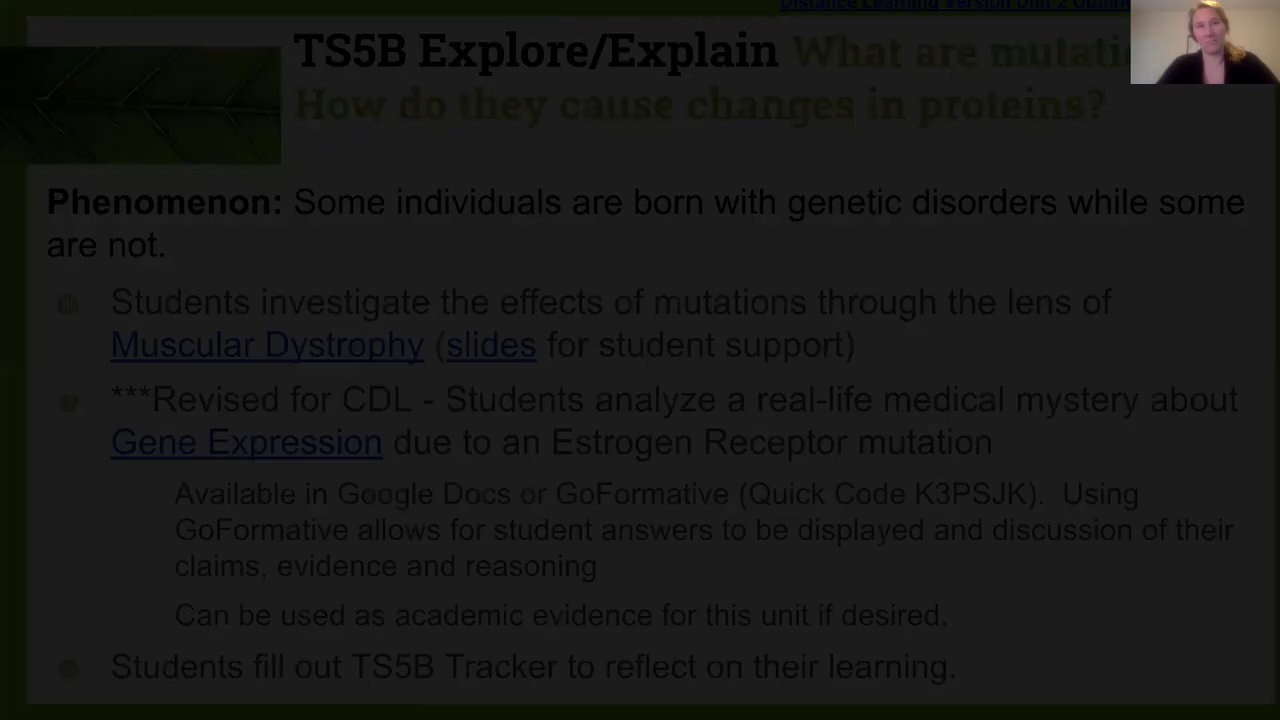 Distance Learning Version Unit 2
TS5B Explore/Explain What are
How do they cause changes in proteins?
Phenomenon: Some individuals are born with genetic disorders while some
are not.
Students investigate the effects of mutations through the lens of
Muscular Dystrophy (slides for student support)
***Revised for CDL - Students analyze a real-life medical mystery about
Gene Expression due to an Estrogen Receptor mutation
Available in Google Docs or GoFormative (Quick Code K3PSJK). Using
GoFormative allows for student answers to be displayed and discussion of their
claims, evidence and reasoning
Can be used as academic evidence for this unit if desired.
Students fill out TS5B Tracker to reflect on their learning.